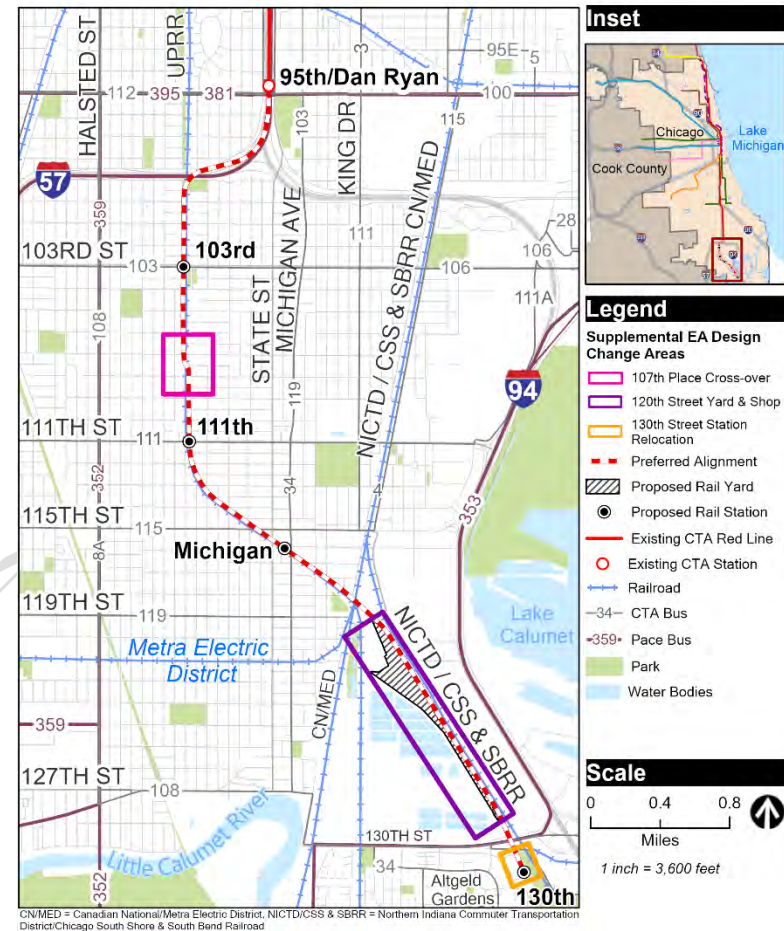 HALSTED ST
UPRR
3
95E
5
95th/Dan Ryan
112
395
381
100
103
KING DR
115
57
359
MICHIGAN AVE
NICTD / CSS & SBRR CN/MED
111
28
103RD ST
103
103rd
106
106
111A
STATE ST
108
119
94
111TH ST
111
111th
352
34
4
353
115TH ST
115
8A
Michigan
119TH ST
119
NICTD / CSS & SBRR
Lake
Calumet
Metra Electric
District
CN/MED
359
127TH ST
108
Little Calumet River
130TH ST
34
352
Altgeld
Gardens
130th
CN/MED = Canadian National/Metra Electric District, NICTD/CSS & SBRR = Northern Indiana Commuter Transportation
District/Chicago South Shore & South Bend Railroad
Inset
94
90
Chicago
Lake
Michigan
Cook County
57
Legend
Supplemental EA Design
Change Areas
107th Place Cross-over
120th Street Yard & Shop
130th Street Station
Relocation
Preferred Alignment
Proposed Rail Yard
Proposed Rail Station
Existing CTA Red Line
Existing CTA Station
Railroad
34 CTA Bus
359 Pace Bus
Park
Water Bodies
Scale
0 0.4 0.8
Miles
1 inch = 3,600 feet